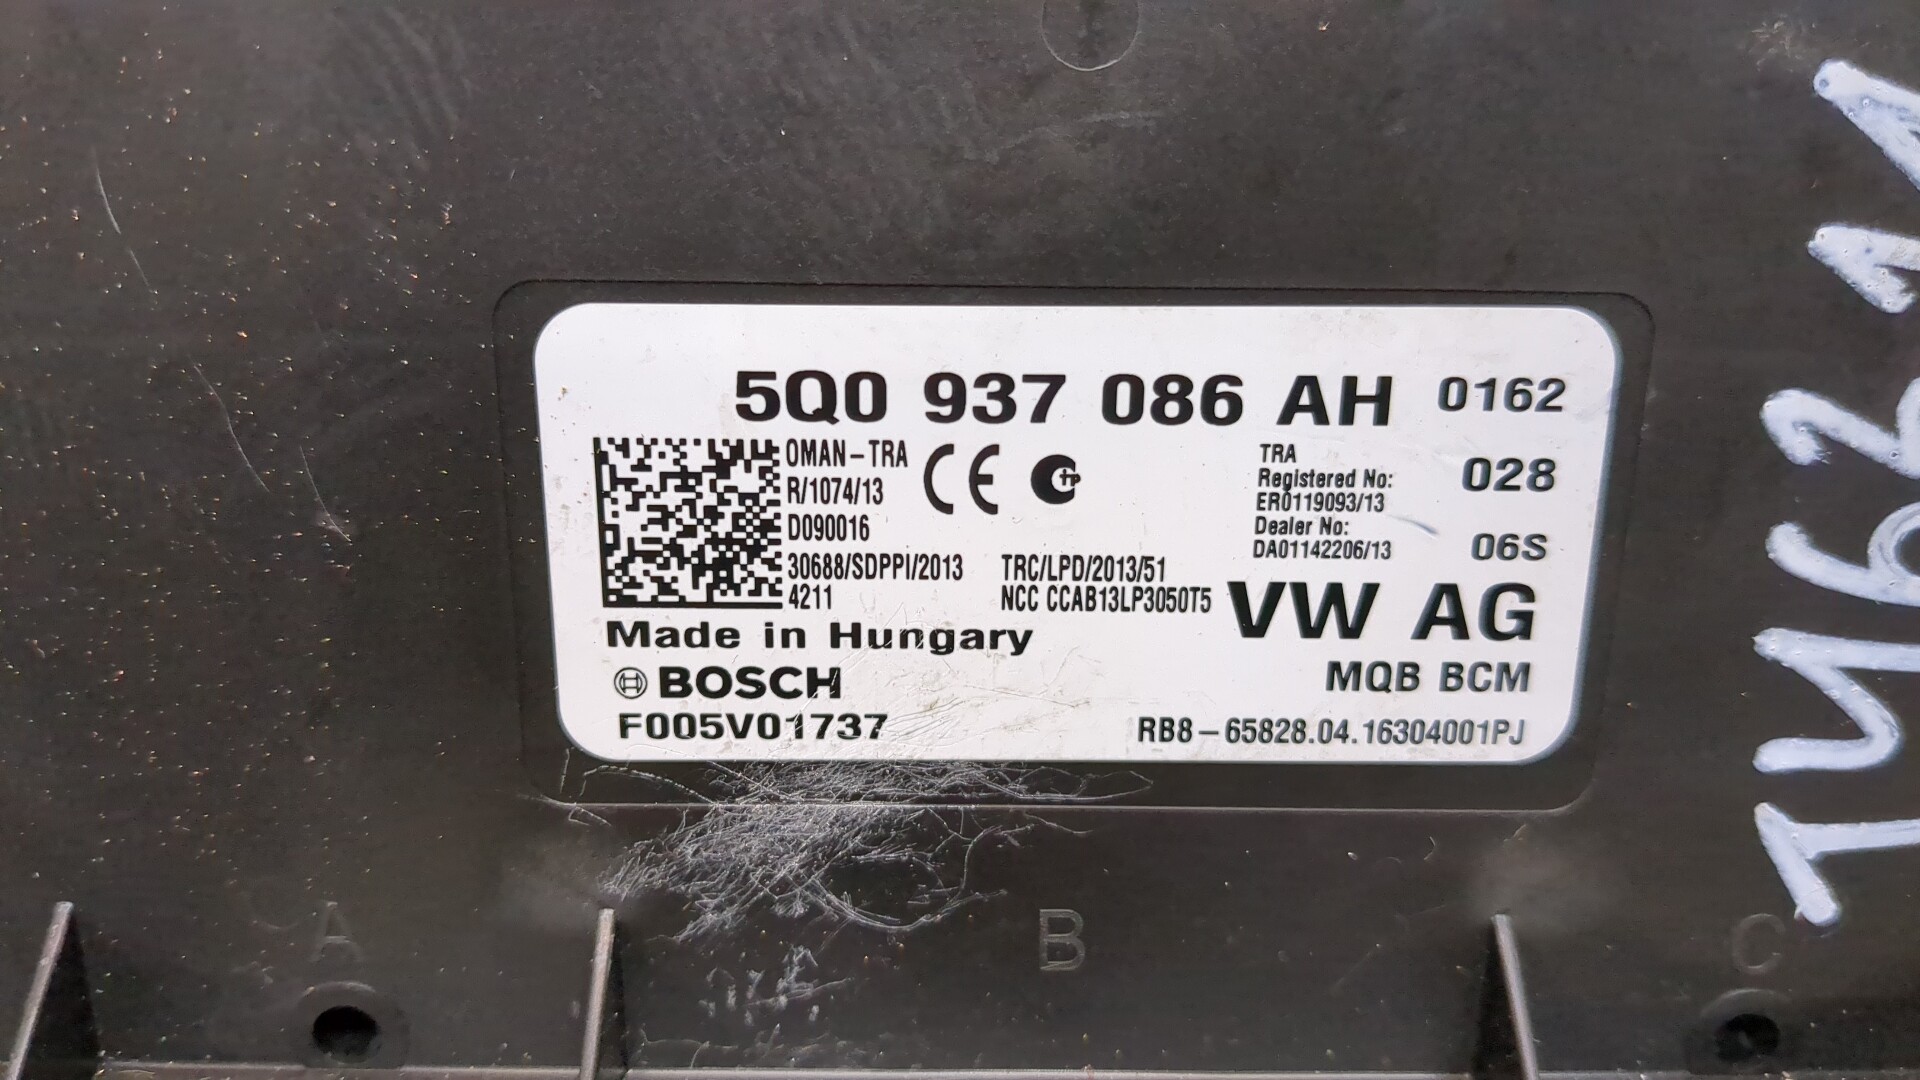 5Q0 937 086 AH 0162
OMAN-TRA
R/1074/13
D090016
30688/SDPPI/2013
4211
CE
TRC/LPD/2013/51
NCC CCAB13LP3050T5
TRA
Registered No:
ER0119093/13
Dealer No:
DA01142206/13
028
06S
VW AG
MQB BCM
Made in Hungary
BOSCH
F005V01737
RB8-65828.04.16304001PJ
A
B
C